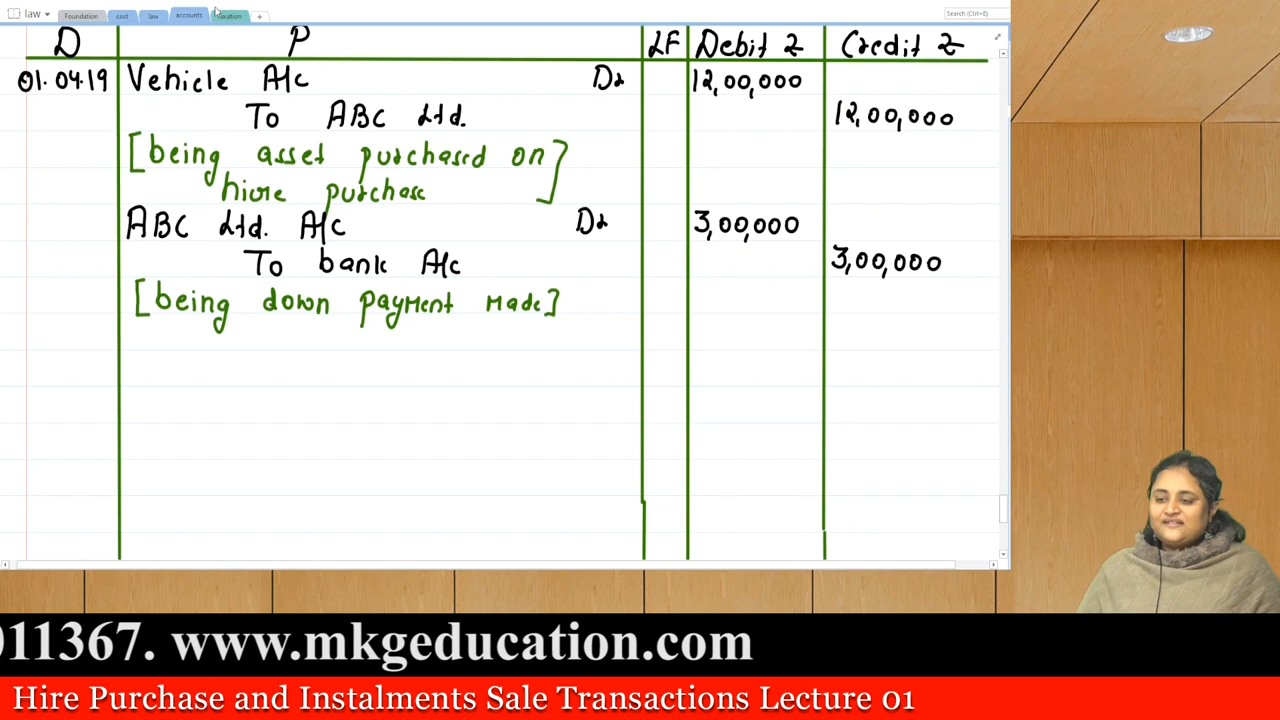 law
Foundation cost law accounts Taxation +
Search (Ctrl+E)
D P LF Debit ₹ Credit ₹
01.04.19 Vehicle A/c Dr 12,00,000
To ABC Ltd. 12,00,000
[being asset purchased on
hire purchase]
ABC Ltd. A/c Dr 3,00,000
To bank A/c 3,00,000
[being down payment made]
011367. www.mkgeducation.com
Hire Purchase and Instalments Sale Transactions Lecture 01